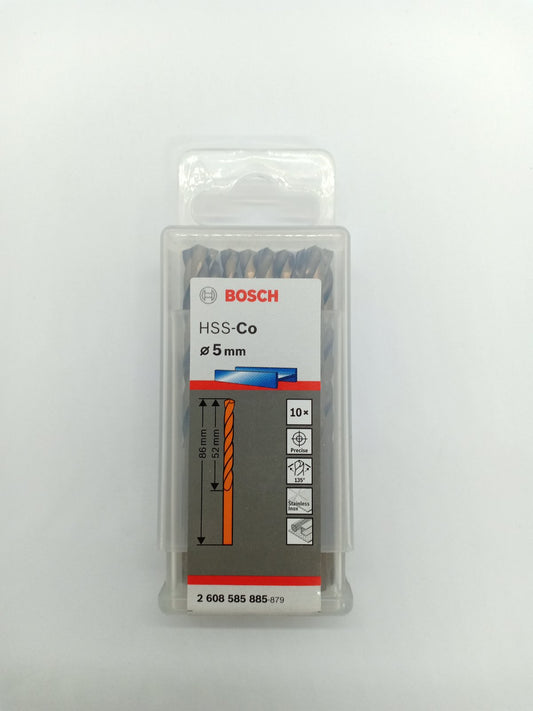 BOSCH
HSS-Co
ø 5 mm
10×
86 mm
52 mm
Precise
135°
Stainless
Inox
2 608 585 885-879